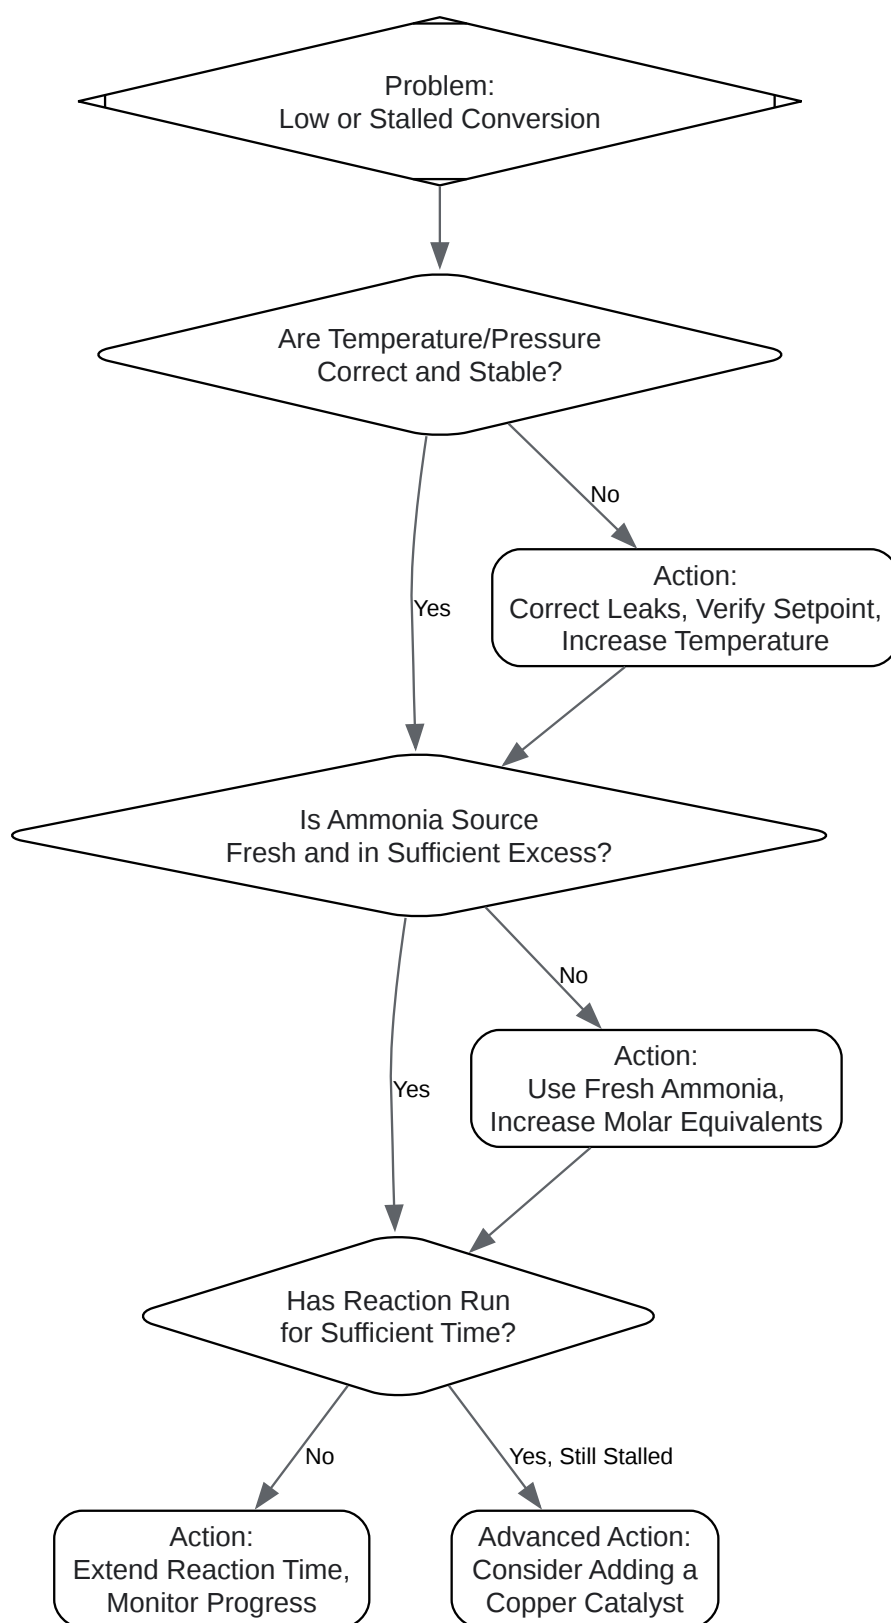 Problem:
Low or Stalled Conversion
Are Temperature/Pressure
Correct and Stable?
No
Action:
Correct Leaks, Verify Setpoint,
Increase Temperature
Yes
Is Ammonia Source
Fresh and in Sufficient Excess?
No
Action:
Use Fresh Ammonia,
Increase Molar Equivalents
Yes
Has Reaction Run
for Sufficient Time?
No
Yes, Still Stalled
Action:
Extend Reaction Time,
Monitor Progress
Advanced Action:
Consider Adding a
Copper Catalyst